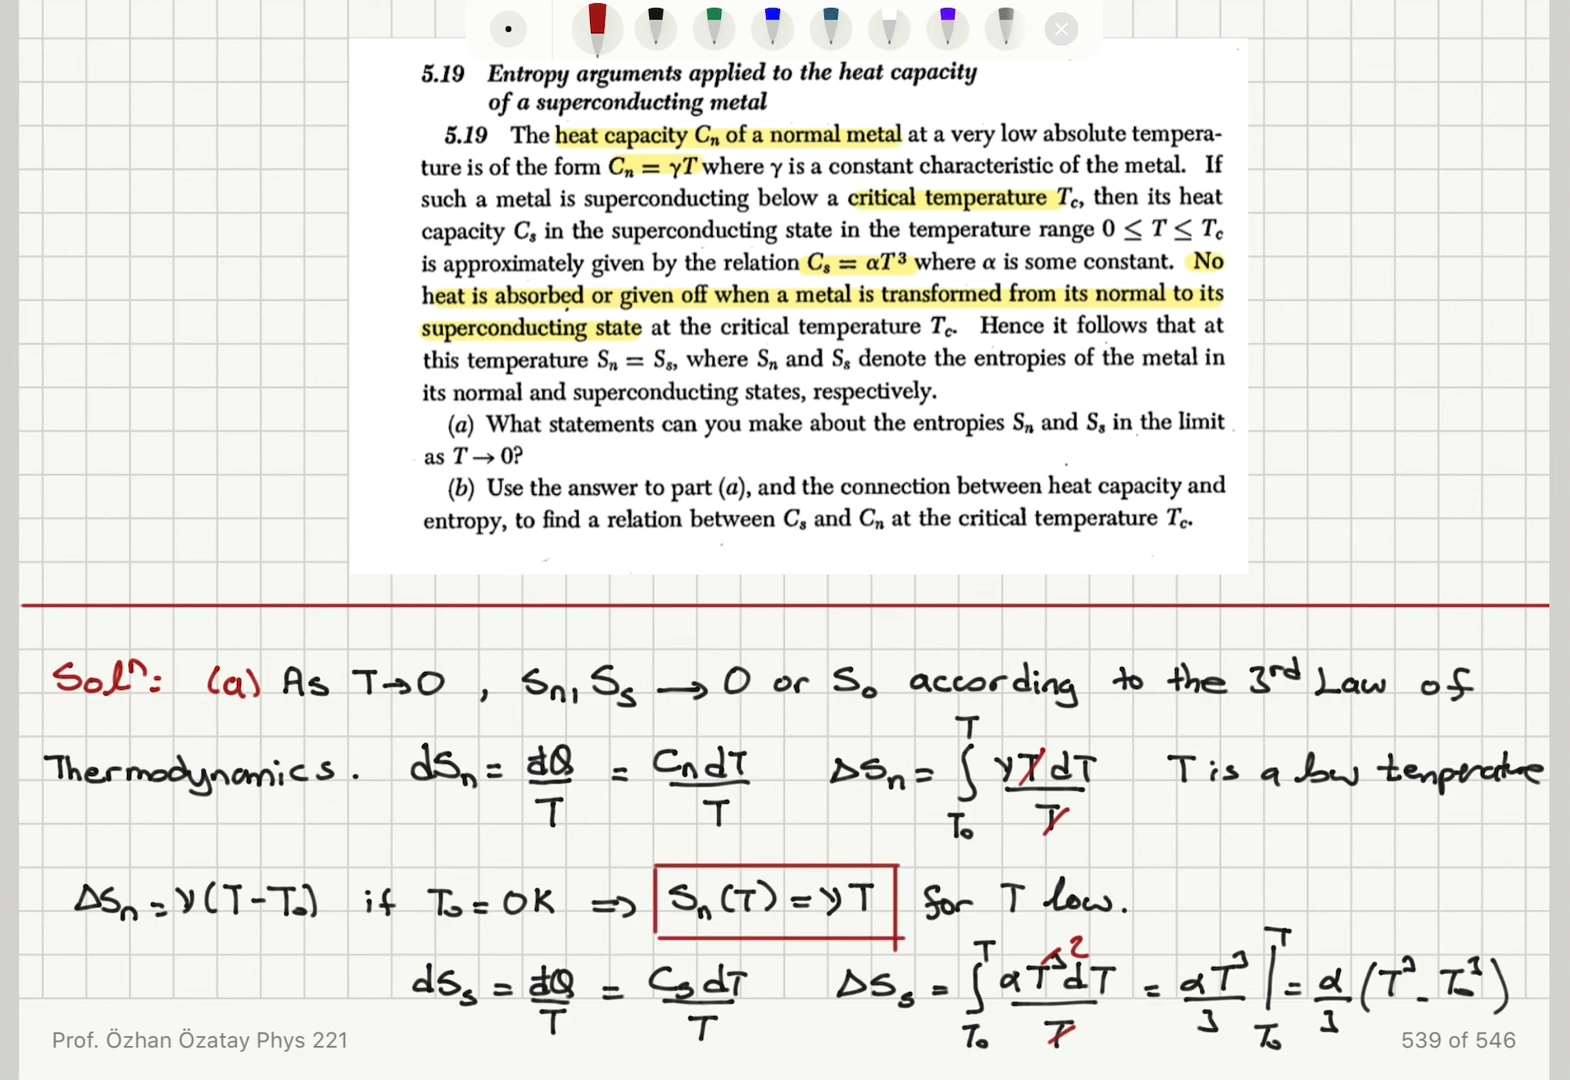 5.19 Entropy arguments applied to the heat capacity
of a superconducting metal
5.19 The heat capacity Cₙ of a normal metal at a very low absolute tempera-
ture is of the form Cₙ = γT where γ is a constant characteristic of the metal. If
such a metal is superconducting below a critical temperature T_c, then its heat
capacity Cₛ in the superconducting state in the temperature range 0 ≤ T ≤ T_c
is approximately given by the relation Cₛ = αT³ where α is some constant. No
heat is absorbed or given off when a metal is transformed from its normal to its
superconducting state at the critical temperature T_c. Hence it follows that at
this temperature Sₙ = Sₛ, where Sₙ and Sₛ denote the entropies of the metal in
its normal and superconducting states, respectively.
(a) What statements can you make about the entropies Sₙ and Sₛ in the limit
as T → 0?
(b) Use the answer to part (a), and the connection between heat capacity and
entropy, to find a relation between Cₛ and Cₙ at the critical temperature T_c.
Solⁿ: (a) As T→0 , Sₙ, Sₛ → 0 or S₀ according to the 3rd Law of
Thermodynamics. dSₙ = đQ/T = CₙdT/T ΔSₙ = ∫_{T₀}^{T} γTdT/T T is a low temperature
ΔSₙ = γ(T-T₀) if T₀ = 0K ⇒ Sₙ(T) = γT for T low.
dSₛ = đQ/T = CₛdT/T ΔSₛ = ∫_{T₀}^{T} αT³ ²dT/T = αT³/3 |_{T₀}^{T} = α/3 (T³ - T₀³)
Prof. Özhan Özatay Phys 221
539 of 546